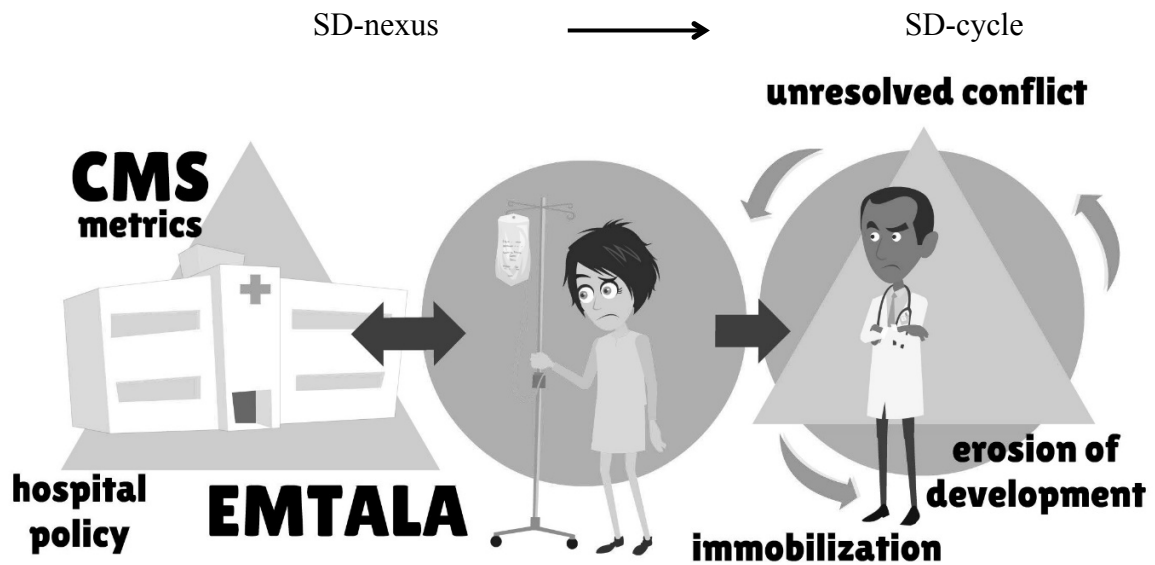 SD-nexus
SD-cycle
unresolved conflict
CMS
metrics
hospital
policy
EMTALA
erosion of
development
immobilization